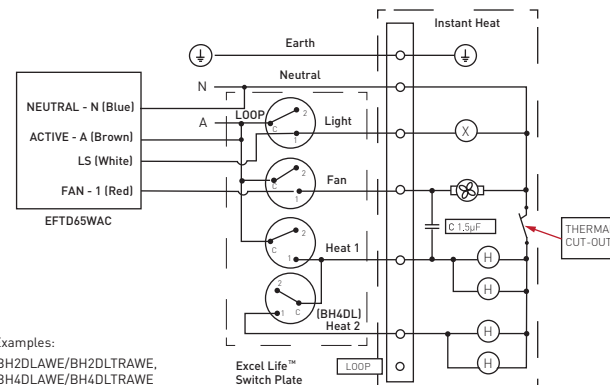 Instant Heat
Earth
Neutral
N
NEUTRAL - N (Blue)
A
LOOP
2
C
1
Light
X
ACTIVE - A (Brown)
LS (White)
FAN - 1 (Red)
EFTD65WAC
2
C
1
Fan
C 1.5µF
THERMA
CUT-OUT
2
C
1
Heat 1
H
H
2
1
C
(BH4DL)
Heat 2
H
H
Examples:
BH2DLAWE/BH2DLTRAWE,
BH4DLAWE/BH4DLTRAWE
Excel Life™
Switch Plate
LOOP